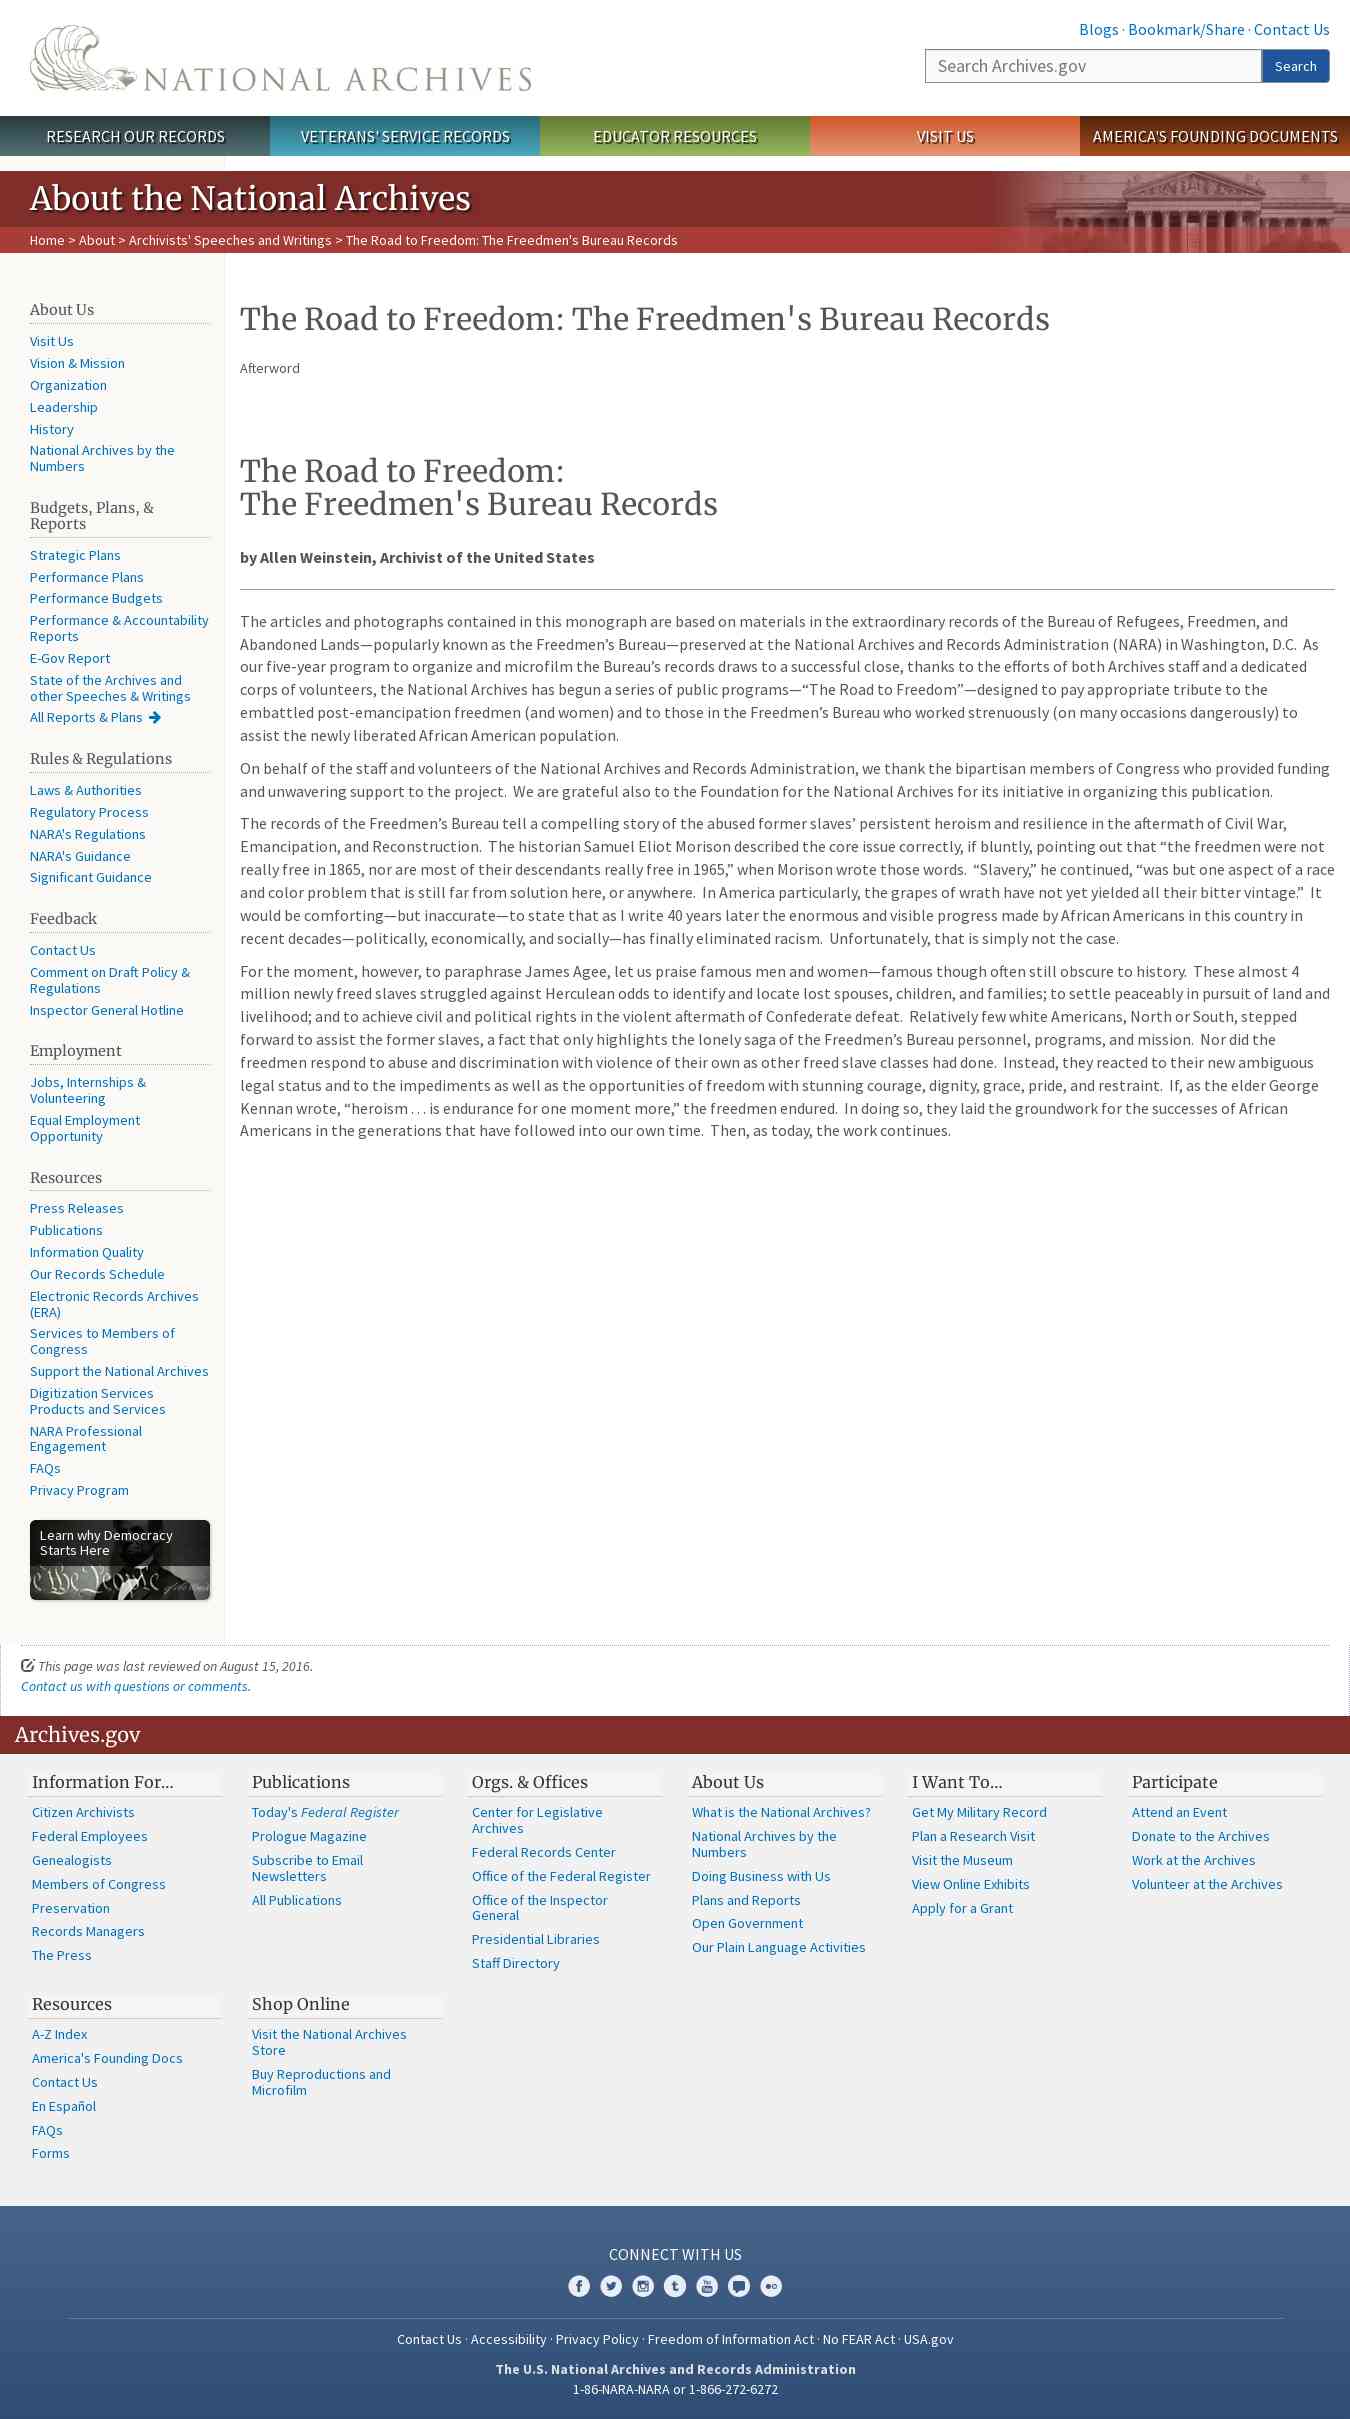 Blogs · Bookmark/Share · Contact Us
NATIONAL ARCHIVES
Search Archives.gov
Search
RESEARCH OUR RECORDS
VETERANS' SERVICE RECORDS
EDUCATOR RESOURCES
VISIT US
AMERICA'S FOUNDING DOCUMENTS
About the National Archives
Home > About > Archivists' Speeches and Writings > The Road to Freedom: The Freedmen's Bureau Records
About Us
Visit Us
Vision & Mission
Organization
Leadership
History
National Archives by the
Numbers
Budgets, Plans, &
Reports
Strategic Plans
Performance Plans
Performance Budgets
Performance & Accountability
Reports
E-Gov Report
State of the Archives and
other Speeches & Writings
All Reports & Plans
Rules & Regulations
Laws & Authorities
Regulatory Process
NARA's Regulations
NARA's Guidance
Significant Guidance
Feedback
Contact Us
Comment on Draft Policy &
Regulations
Inspector General Hotline
Employment
Jobs, Internships &
Volunteering
Equal Employment
Opportunity
Resources
Press Releases
Publications
Information Quality
Our Records Schedule
Electronic Records Archives
(ERA)
Services to Members of
Congress
Support the National Archives
Digitization Services
Products and Services
NARA Professional
Engagement
FAQs
Privacy Program
Learn why Democracy
Starts Here
We the People
The Road to Freedom: The Freedmen's Bureau Records
Afterword
The Road to Freedom:
The Freedmen's Bureau Records
by Allen Weinstein, Archivist of the United States
The articles and photographs contained in this monograph are based on materials in the extraordinary records of the Bureau of Refugees, Freedmen, and
Abandoned Lands—popularly known as the Freedmen’s Bureau—preserved at the National Archives and Records Administration (NARA) in Washington, D.C. As
our five-year program to organize and microfilm the Bureau’s records draws to a successful close, thanks to the efforts of both Archives staff and a dedicated
corps of volunteers, the National Archives has begun a series of public programs—“The Road to Freedom”—designed to pay appropriate tribute to the
embattled post-emancipation freedmen (and women) and to those in the Freedmen’s Bureau who worked strenuously (on many occasions dangerously) to
assist the newly liberated African American population.
On behalf of the staff and volunteers of the National Archives and Records Administration, we thank the bipartisan members of Congress who provided funding
and unwavering support to the project. We are grateful also to the Foundation for the National Archives for its initiative in organizing this publication.
The records of the Freedmen’s Bureau tell a compelling story of the abused former slaves’ persistent heroism and resilience in the aftermath of Civil War,
Emancipation, and Reconstruction. The historian Samuel Eliot Morison described the core issue correctly, if bluntly, pointing out that “the freedmen were not
really free in 1865, nor are most of their descendants really free in 1965,” when Morison wrote those words. “Slavery,” he continued, “was but one aspect of a race
and color problem that is still far from solution here, or anywhere. In America particularly, the grapes of wrath have not yet yielded all their bitter vintage.” It
would be comforting—but inaccurate—to state that as I write 40 years later the enormous and visible progress made by African Americans in this country in
recent decades—politically, economically, and socially—has finally eliminated racism. Unfortunately, that is simply not the case.
For the moment, however, to paraphrase James Agee, let us praise famous men and women—famous though often still obscure to history. These almost 4
million newly freed slaves struggled against Herculean odds to identify and locate lost spouses, children, and families; to settle peaceably in pursuit of land and
livelihood; and to achieve civil and political rights in the violent aftermath of Confederate defeat. Relatively few white Americans, North or South, stepped
forward to assist the former slaves, a fact that only highlights the lonely saga of the Freedmen’s Bureau personnel, programs, and mission. Nor did the
freedmen respond to abuse and discrimination with violence of their own as other freed slave classes had done. Instead, they reacted to their new ambiguous
legal status and to the impediments as well as the opportunities of freedom with stunning courage, dignity, grace, pride, and restraint. If, as the elder George
Kennan wrote, “heroism . . . is endurance for one moment more,” the freedmen endured. In doing so, they laid the groundwork for the successes of African
Americans in the generations that have followed into our own time. Then, as today, the work continues.
This page was last reviewed on August 15, 2016.
Contact us with questions or comments.
Archives.gov
Information For…
Citizen Archivists
Federal Employees
Genealogists
Members of Congress
Preservation
Records Managers
The Press
Publications
Today's Federal Register
Prologue Magazine
Subscribe to Email
Newsletters
All Publications
Orgs. & Offices
Center for Legislative
Archives
Federal Records Center
Office of the Federal Register
Office of the Inspector
General
Presidential Libraries
Staff Directory
About Us
What is the National Archives?
National Archives by the
Numbers
Doing Business with Us
Plans and Reports
Open Government
Our Plain Language Activities
I Want To…
Get My Military Record
Plan a Research Visit
Visit the Museum
View Online Exhibits
Apply for a Grant
Participate
Attend an Event
Donate to the Archives
Work at the Archives
Volunteer at the Archives
Resources
A-Z Index
America's Founding Docs
Contact Us
En Español
FAQs
Forms
Shop Online
Visit the National Archives
Store
Buy Reproductions and
Microfilm
CONNECT WITH US
Contact Us · Accessibility · Privacy Policy · Freedom of Information Act · No FEAR Act · USA.gov
The U.S. National Archives and Records Administration
1-86-NARA-NARA or 1-866-272-6272